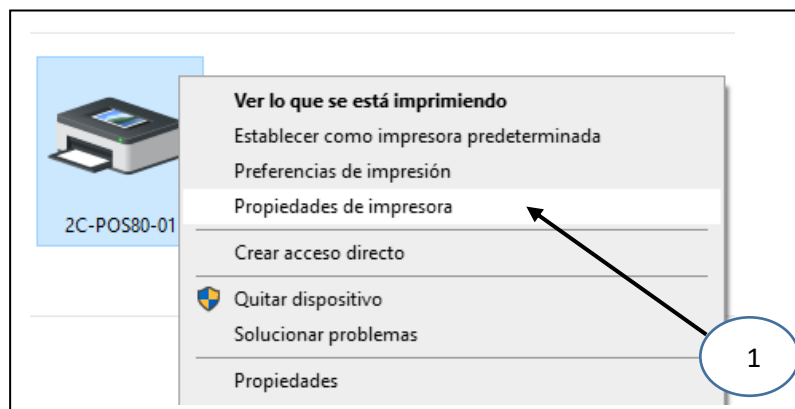 Ver lo que se está imprimiendo
Establecer como impresora predeterminada
Preferencias de impresión
Propiedades de impresora
2C-POS80-01
Crear acceso directo
Quitar dispositivo
Solucionar problemas
Propiedades
1